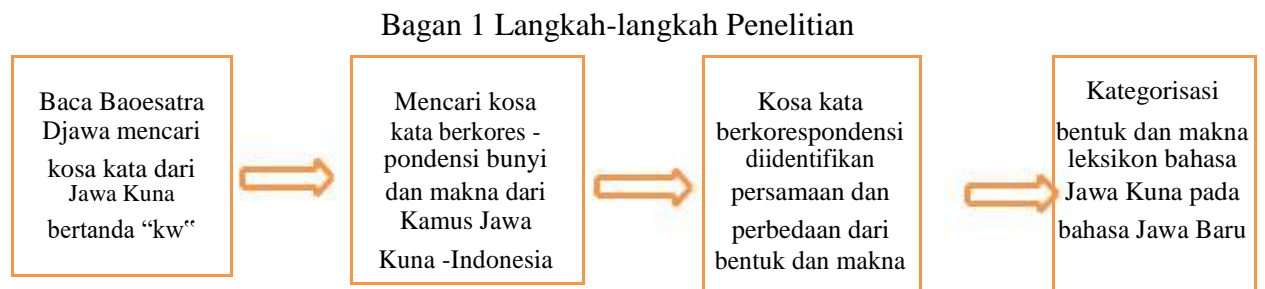 Bagan 1 Langkah-langkah Penelitian
Baca Baoesatra
Djawa mencari
kosa kata dari
Jawa Kuna
bertanda “kw‟
Mencari kosa
kata berkores -
pondensi bunyi
dan makna dari
Kamus Jawa
Kuna -Indonesia
Kosa kata
berkorespondensi
diidentifikan
persamaan dan
perbedaan dari
bentuk dan makna
Kategorisasi
bentuk dan makna
leksikon bahasa
Jawa Kuna pada
bahasa Jawa Baru